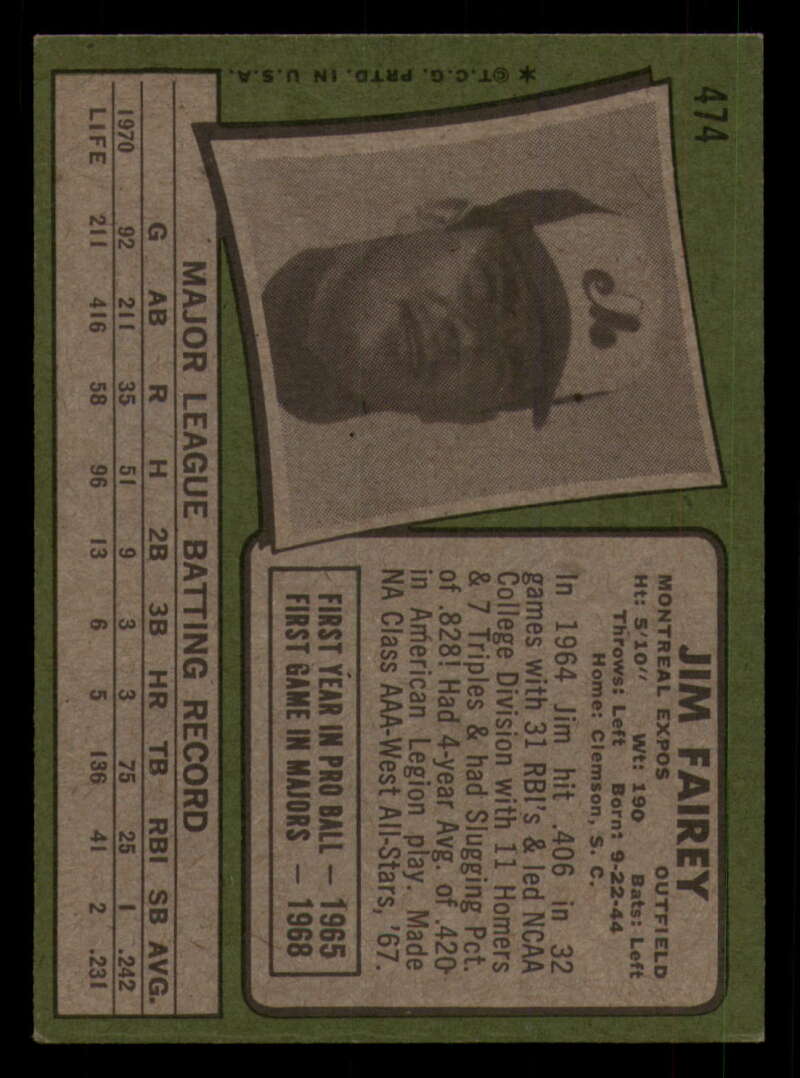 474
JIM FAIREY
MONTREAL EXPOS OUTFIELD
Ht: 5'10" Wt: 190 Bats: Left
Throws: Left Born: 9-22-44
Home: Clemson, S. C.
In 1964 Jim hit .406 in 32
games with 31 RBI's & led NCAA
College Division with 11 Homers
& 7 Triples & had Slugging Pct.
of .828! Had 4-year Avg. of .420
in American Legion play. Made
NA Class AAA-West All-Stars, '67.
FIRST YEAR IN PRO BALL — 1965
FIRST GAME IN MAJORS — 1968
MAJOR LEAGUE BATTING RECORD
G AB R H 2B 3B HR TB RBI SB AVG.
1970 92 211 35 51 9 3 3 75 25 1 .242
LIFE 211 416 58 96 13 6 5 136 41 2 .231
* ©T.C.G. PRTD. IN U.S.A.